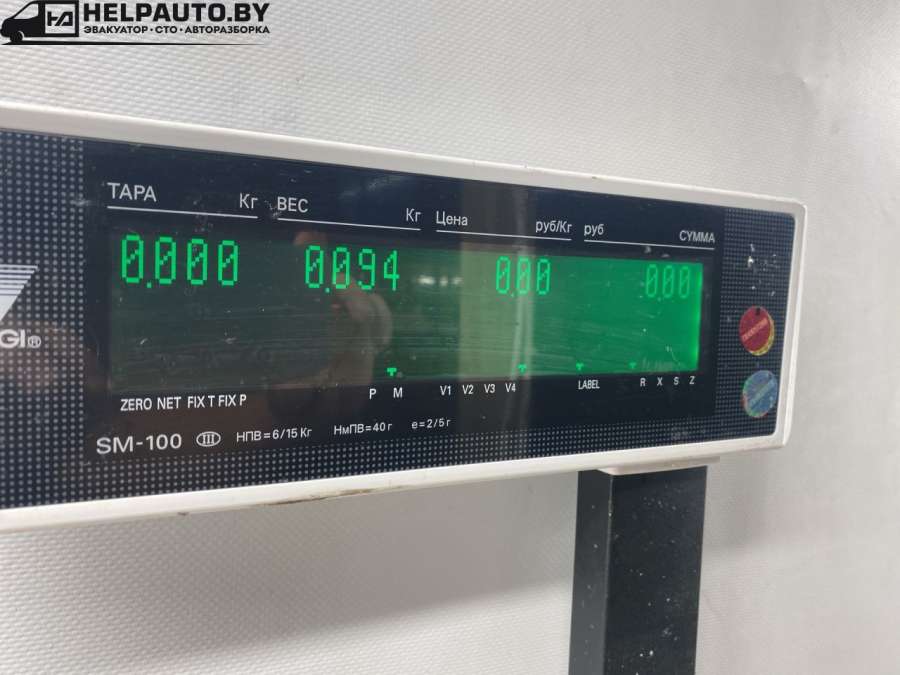 HELPAUTO.BY
ЭВАКУАТОР • СТО • АВТОРАЗБОРКА
ТАРА Кг ВЕС Кг Цена руб/Кг руб СУММА
0.000 0.094 0.00 0.00
GI®
P M V1 V2 V3 V4 LABEL R X S Z
ZERO NET FIX T FIX P
SM-100 III НПВ=6/15 Кг НмПВ=40 г е=2/5 г